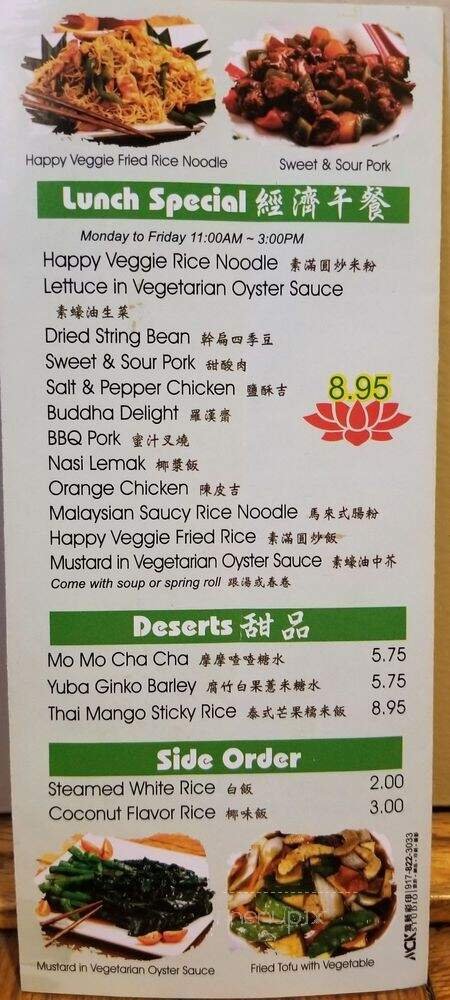 Happy Veggie Fried Rice Noodle
Sweet & Sour Pork
Lunch Special 經濟午餐
Monday to Friday 11:00AM ~ 3:00PM
Happy Veggie Rice Noodle 素滿園炒米粉
Lettuce in Vegetarian Oyster Sauce
素蠔油生菜
Dried String Bean 幹扁四季豆
Sweet & Sour Pork 甜酸肉
Salt & Pepper Chicken 鹽酥吉
8.95
Buddha Delight 羅漢齋
BBQ Pork 蜜汁叉燒
Nasi Lemak 椰漿飯
Orange Chicken 陳皮吉
Malaysian Saucy Rice Noodle 馬來式腸粉
Happy Veggie Fried Rice 素滿園炒飯
Mustard in Vegetarian Oyster Sauce 素蠔油中芥
Come with soup or spring roll 跟湯或春卷
Deserts 甜品
Mo Mo Cha Cha 摩摩喳喳糖水 5.75
Yuba Ginko Barley 腐竹白果薏米糖水 5.75
Thai Mango Sticky Rice 泰式芒果糯米飯 8.95
Side Order
Steamed White Rice 白飯 2.00
Coconut Flavor Rice 椰味飯 3.00
Mustard in Vegetarian Oyster Sauce
Fried Tofu with Vegetable
menupix
MCK STUDIO 917-822-3033